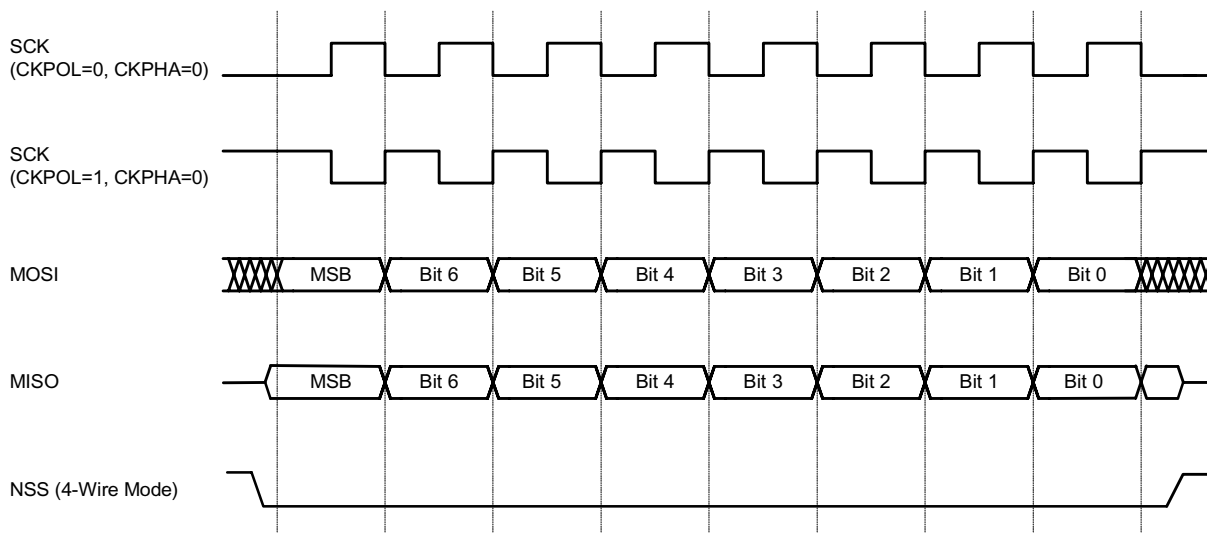 SCK
(CKPOL=0, CKPHA=0)
SCK
(CKPOL=1, CKPHA=0)
MOSI
MSB Bit 6 Bit 5 Bit 4 Bit 3 Bit 2 Bit 1 Bit 0
MISO
MSB Bit 6 Bit 5 Bit 4 Bit 3 Bit 2 Bit 1 Bit 0
NSS (4-Wire Mode)